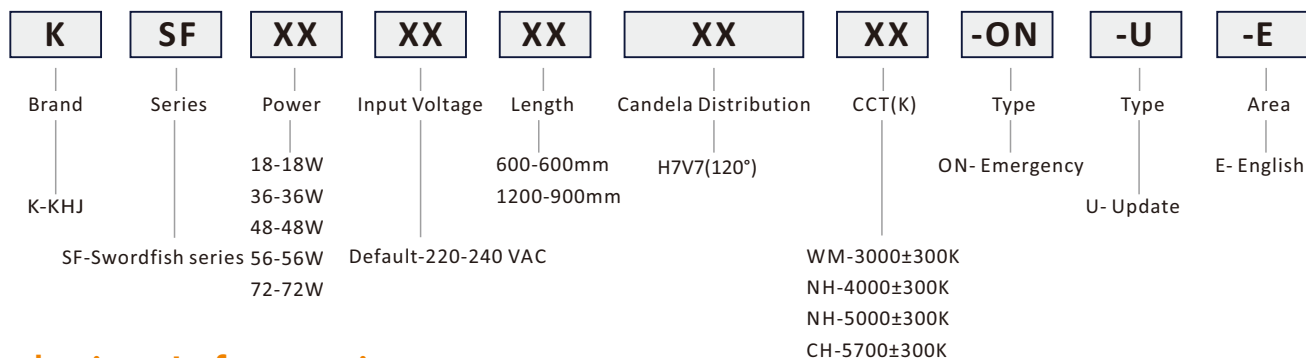 K SF XX XX XX XX XX -ON -U -E
Brand Series Power Input Voltage Length Candela Distribution CCT(K) Type Type Area
18-18W 600-600mm H7V7(120°) ON- Emergency E- English
36-36W 1200-900mm
K-KHJ U- Update
48-48W
SF-Swordfish series 56-56W Default-220-240 VAC WM-3000±300K
72-72W NH-4000±300K
NH-5000±300K
CH-5700±300K